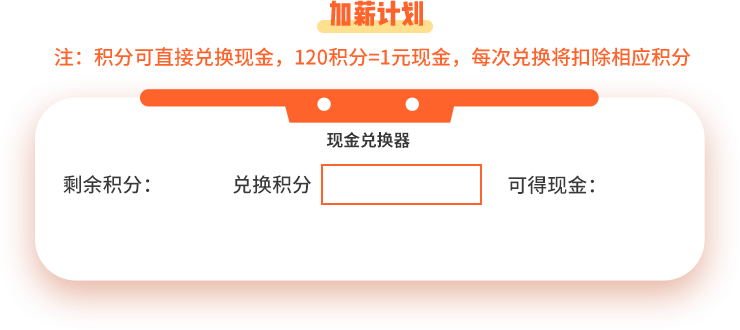 加薪计划
注：积分可直接兑换现金，120积分=1元现金，每次兑换将扣除相应积分
现金兑换器
剩余积分： 兑换积分 可得现金：